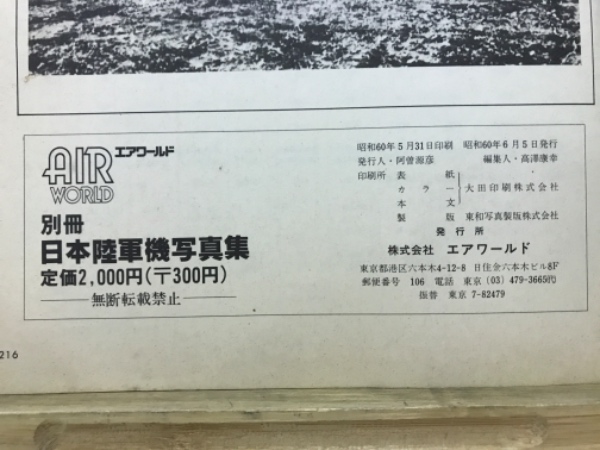 AIR WORLD エアワールド
別冊
日本陸軍機写真集
定価2,000円(〒300円)
無断転載禁止
昭和60年5月31日印刷 昭和60年6月5日発行
発行人・阿曽源彦 編集人・高澤康幸
印刷所 表紙
カラー 大田印刷株式会社
本文
製版 東和写真製版株式会社
発行所
株式会社 エアワールド
東京都港区六本木4-12-8 日住金六本木ビル8F
郵便番号 106 電話 東京(03)479-3665代
振替 東京 7-82479
216